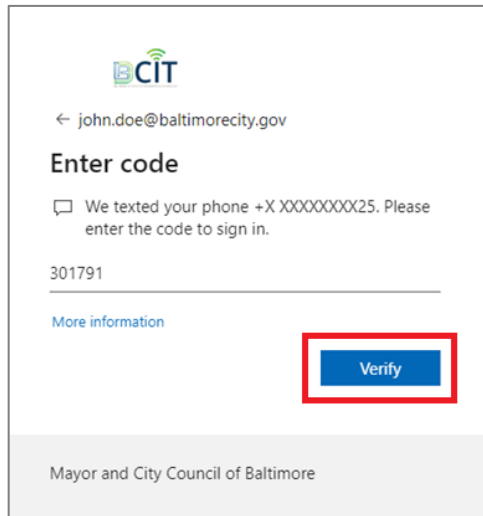 BCIT
← john.doe@baltimorecity.gov
Enter code
We texted your phone +X XXXXXXXX25. Please
enter the code to sign in.
301791
More information
Verify
Mayor and City Council of Baltimore